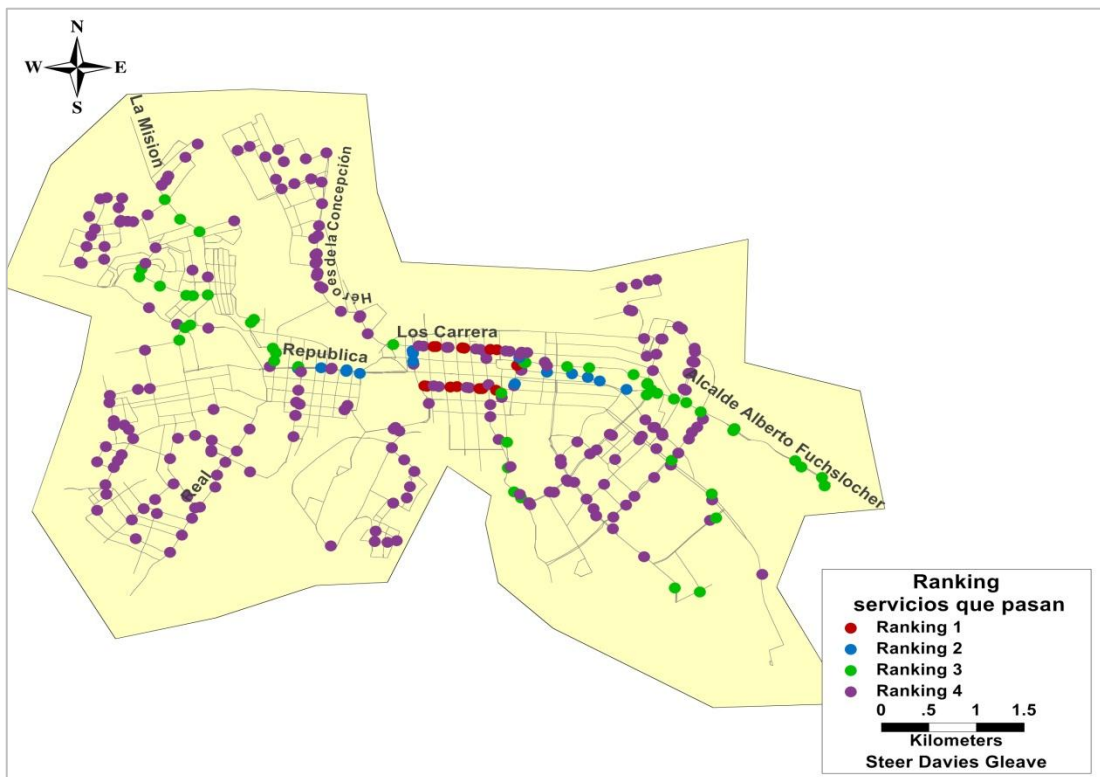 N
W E
S
La Mision
Héroes de la Concepción
Los Carrera
Republica
Alcalde Alberto Fuchslocher
Real
Ranking
servicios que pasan
Ranking 1
Ranking 2
Ranking 3
Ranking 4
0 .5 1 1.5
Kilometers
Steer Davies Gleave